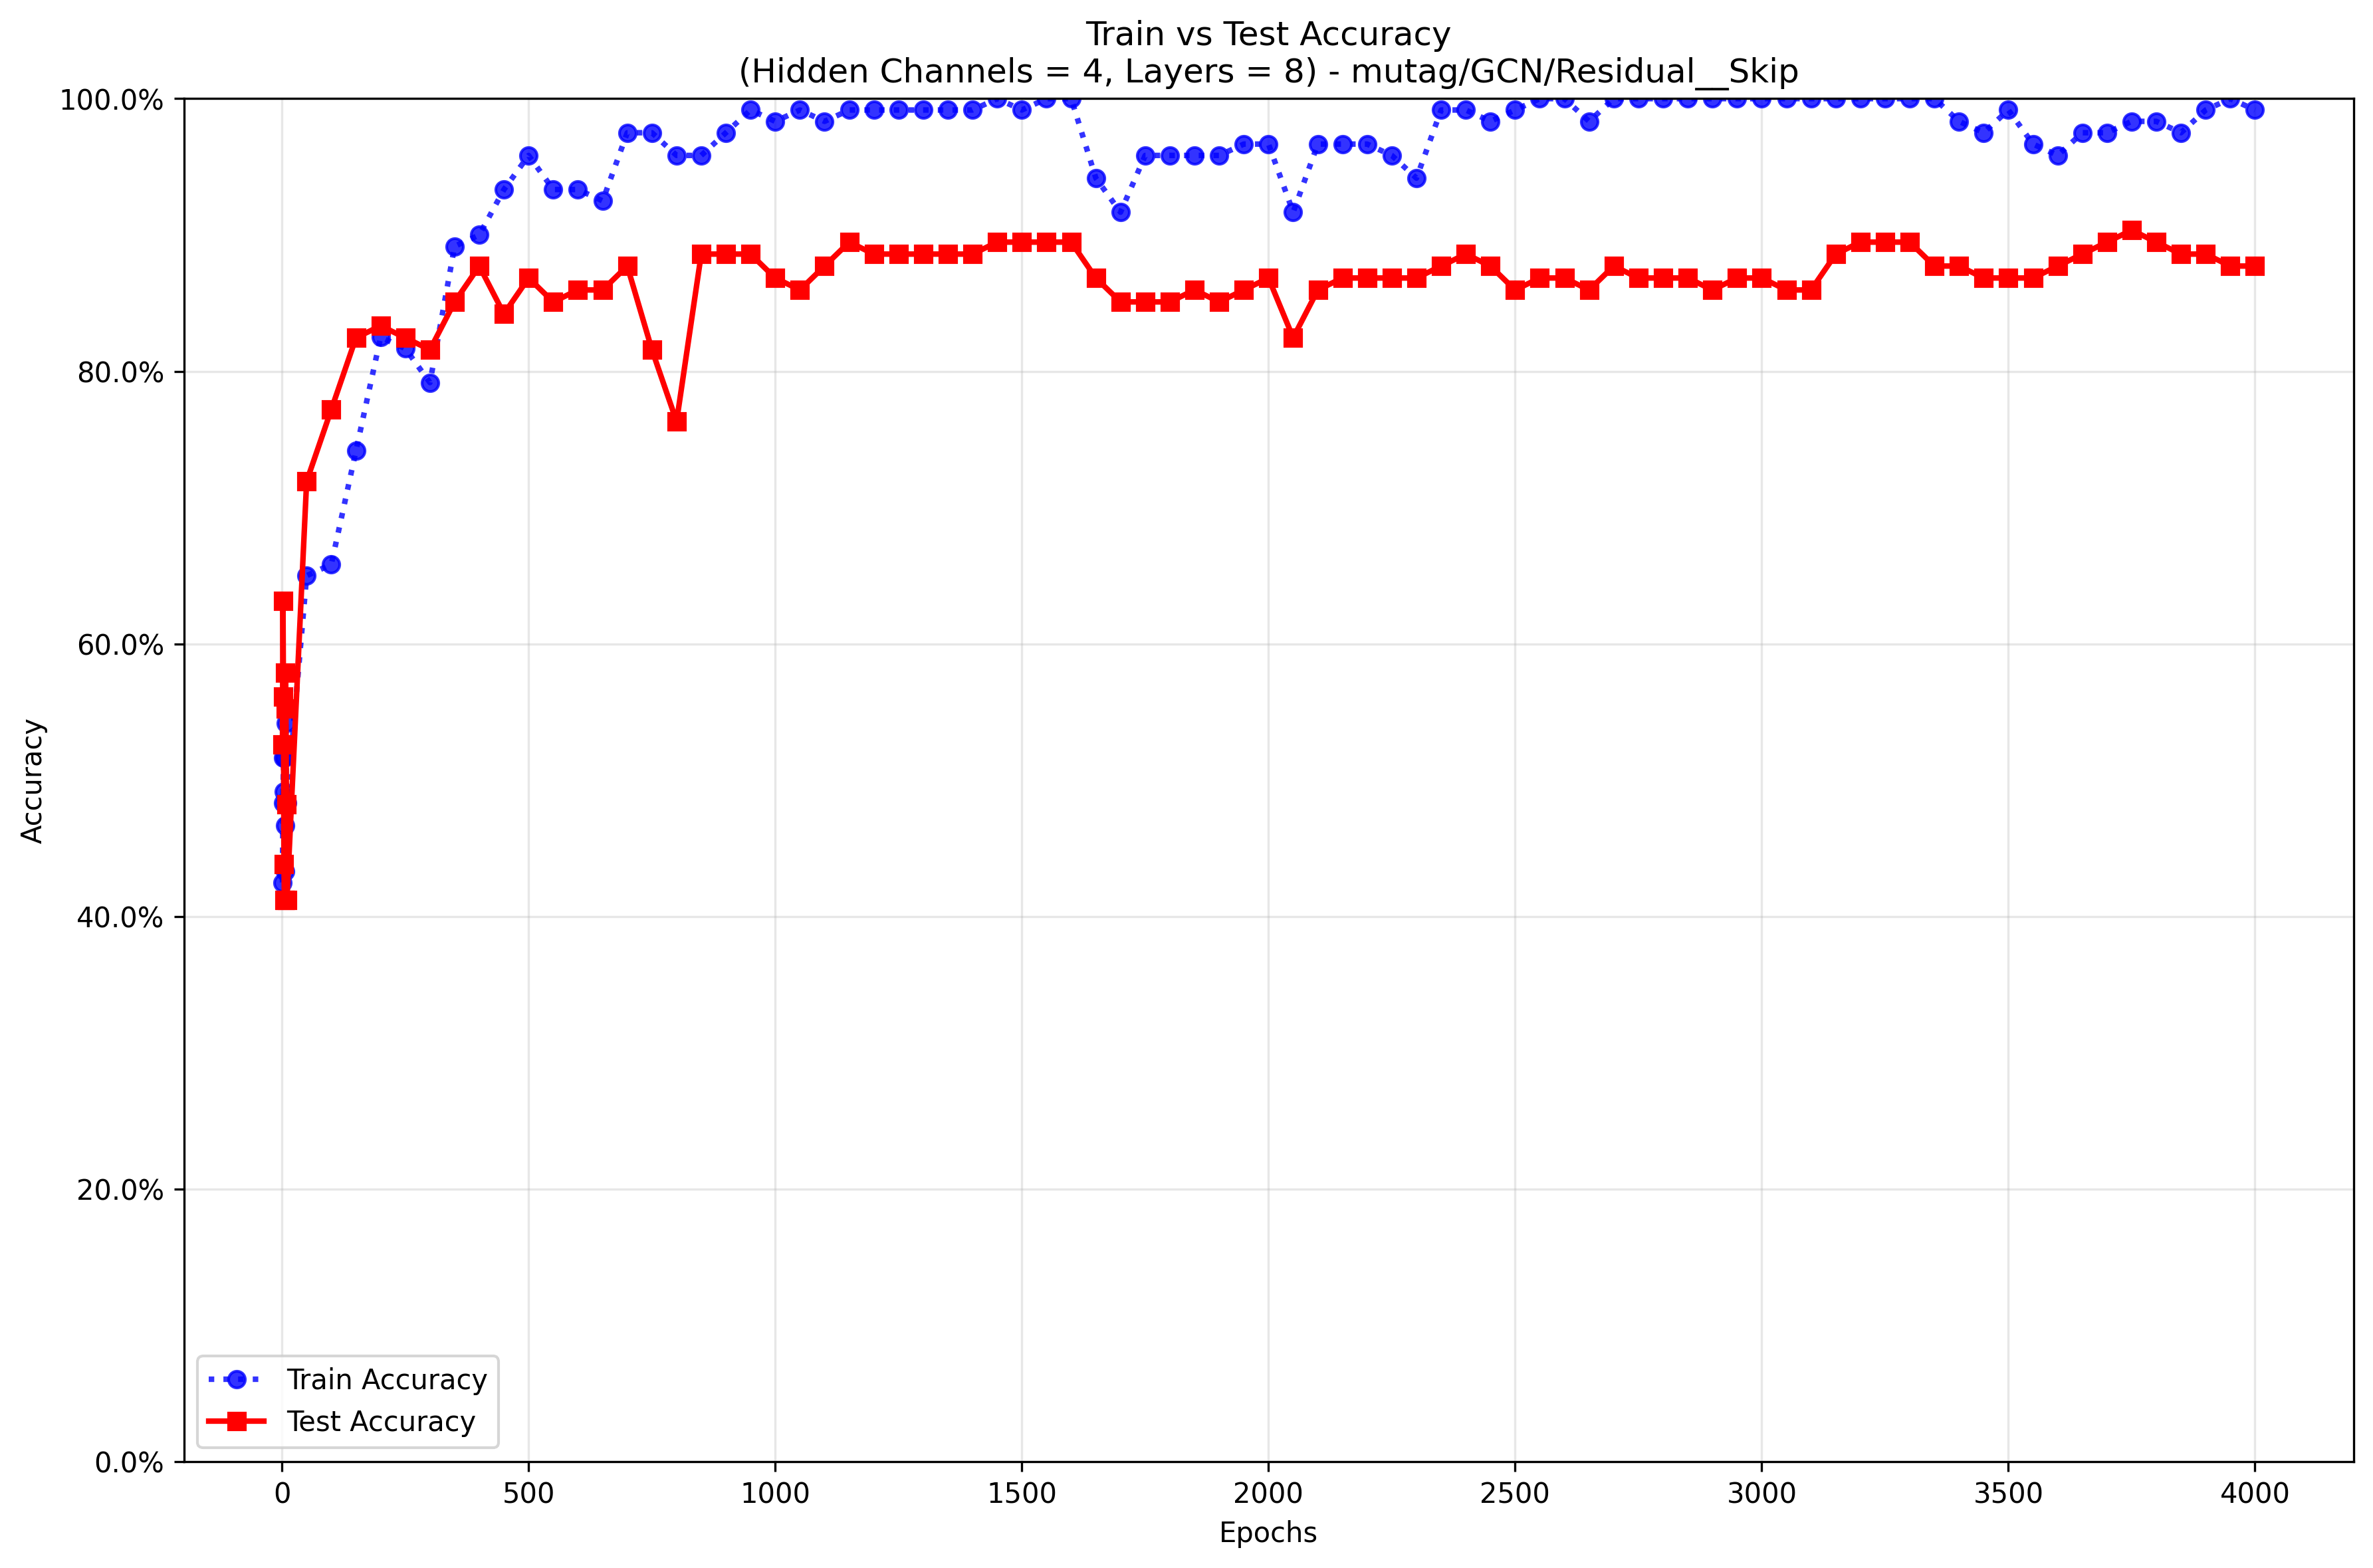 Train vs Test Accuracy
(Hidden Channels = 4, Layers = 8) - mutag/GCN/Residual__Skip
100.0%
80.0%
60.0%
40.0%
20.0%
0.0%
Accuracy
Train Accuracy
Test Accuracy
0
500
1000
1500
2000
2500
3000
3500
4000
Epochs